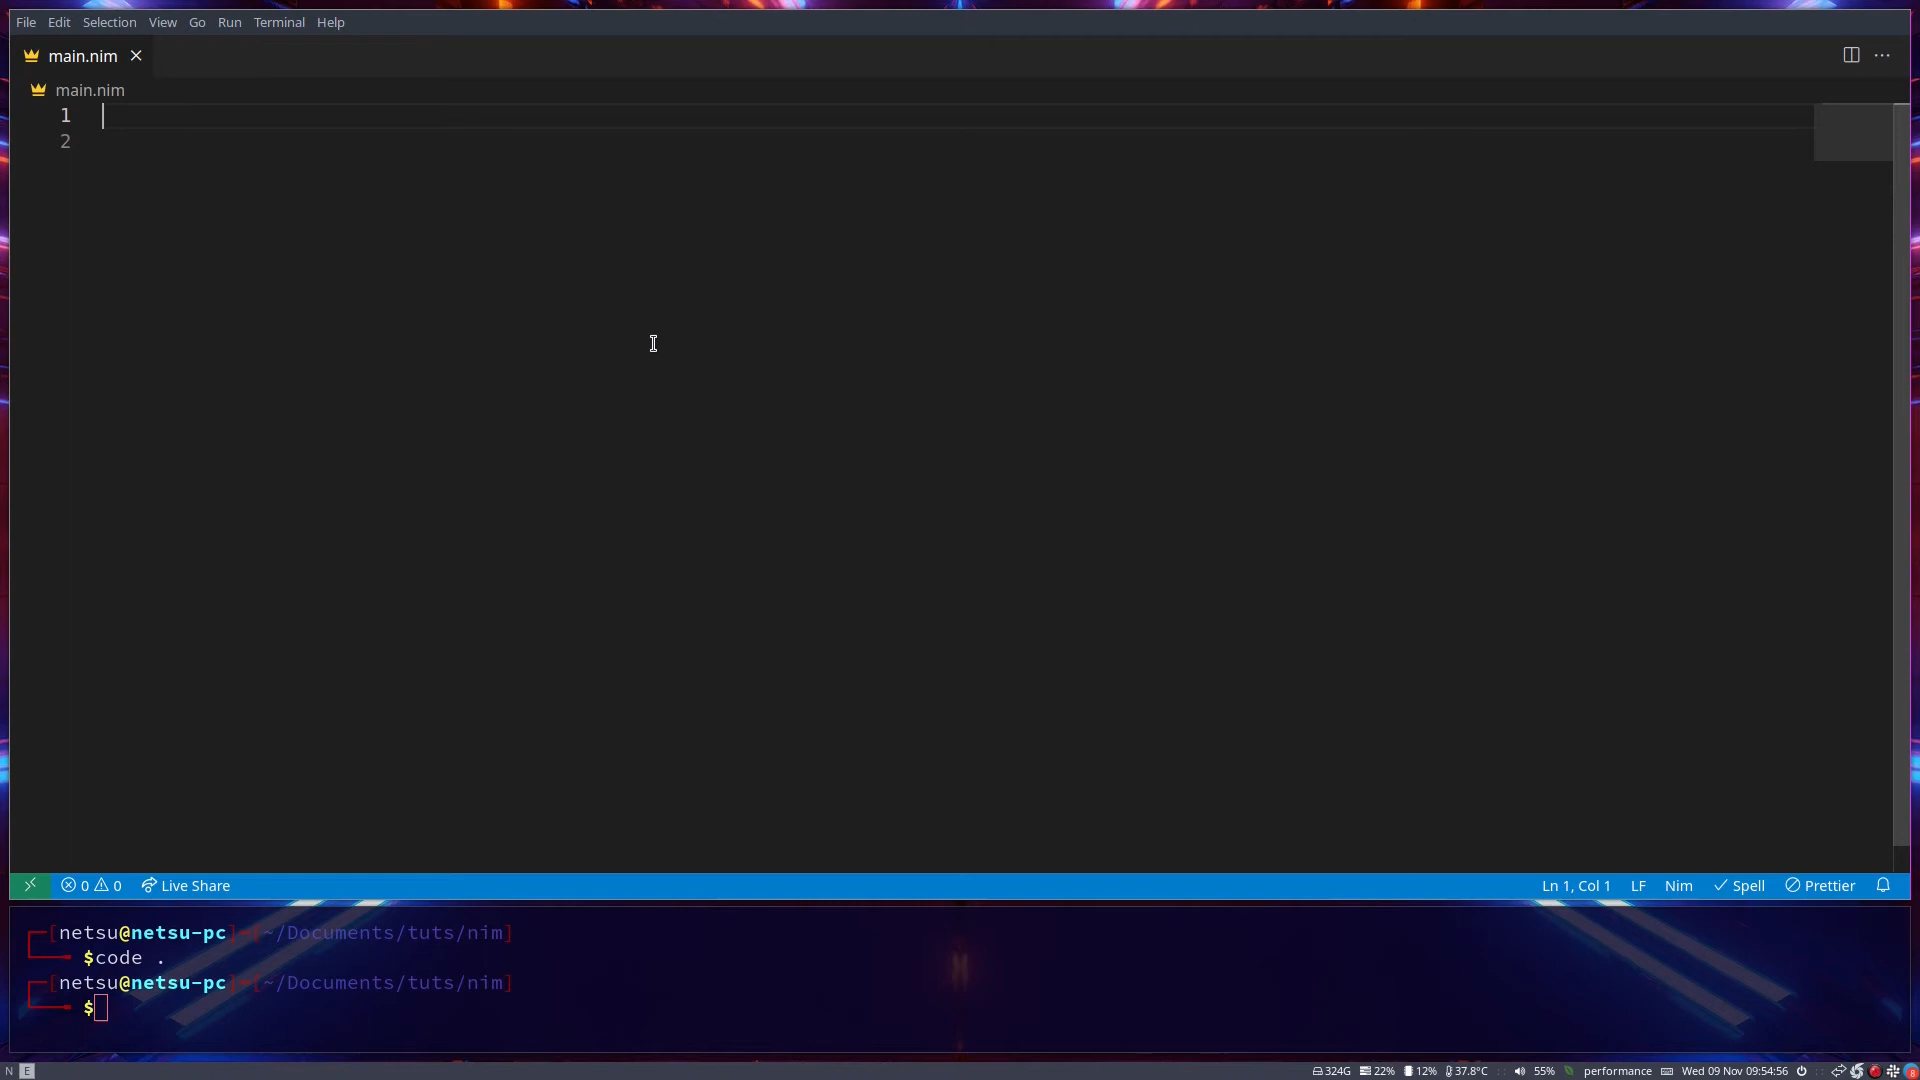 File Edit Selection View Go Run Terminal Help
main.nim
main.nim
1
2
0 0 Live Share Ln 1, Col 1 LF Nim Spell Prettier
[netsu@netsu-pc]-[~/Documents/tuts/nim]
$code .
[netsu@netsu-pc]-[~/Documents/tuts/nim]
$
N E 324G 22% 12% 37.8°C 55% performance Wed 09 Nov 09:54:56 8